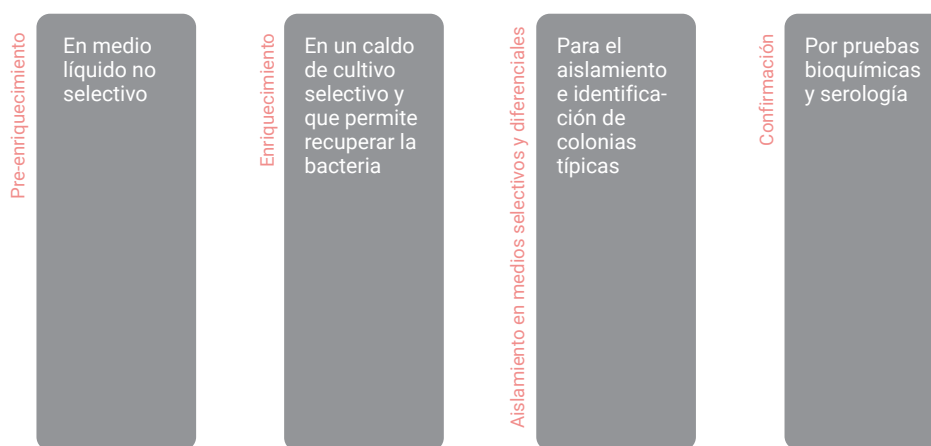 Pre-enriquecimiento
En medio
líquido no
selectivo
Enriquecimiento
En un caldo
de cultivo
selectivo y
que permite
recuperar la
bacteria
Aislamiento en medios selectivos y diferenciales
Para el
aislamiento
e identifica-
ción de
colonias
típicas
Confirmación
Por pruebas
bioquímicas
y serología